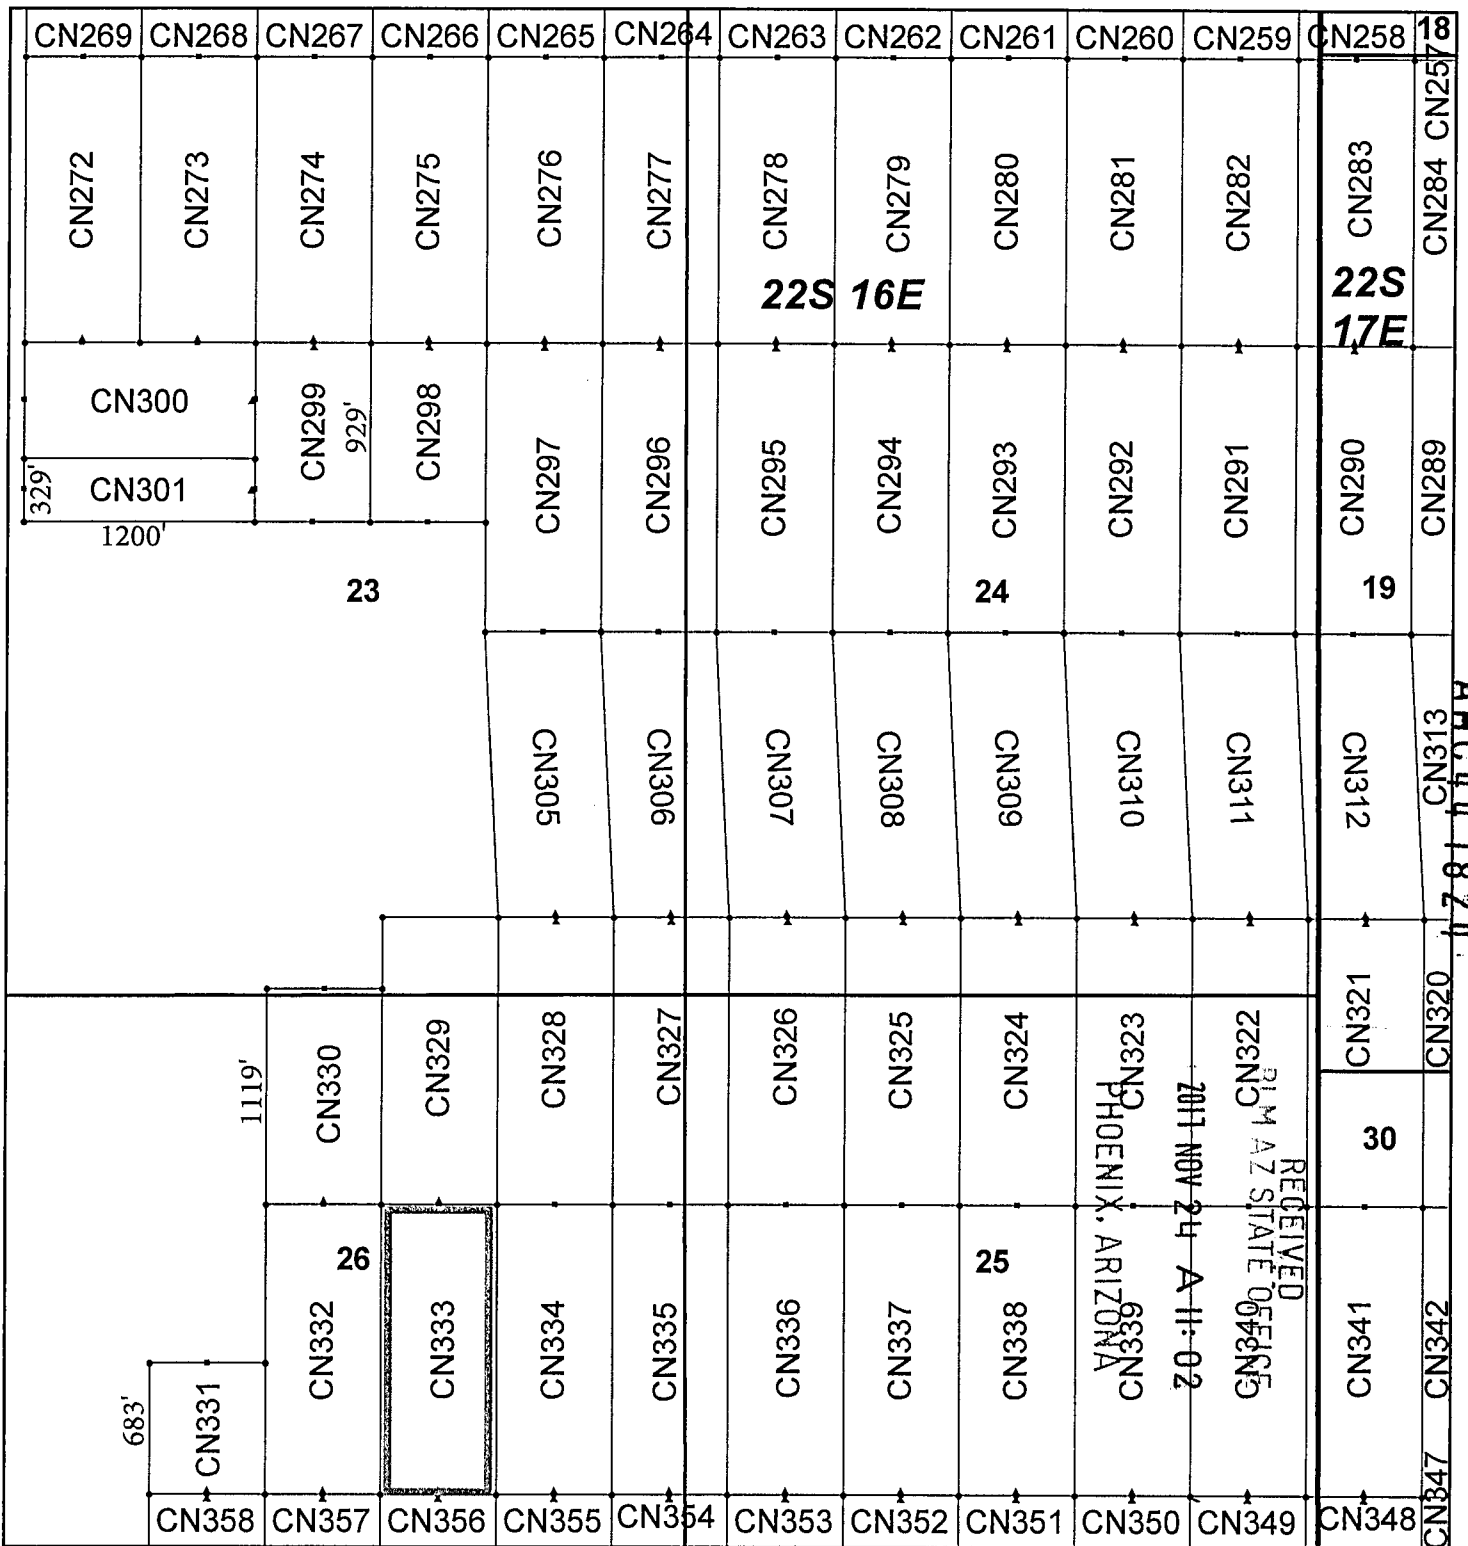 CN269 CN268 CN267 CN266 CN265 CN264 CN263 CN262 CN261 CN260 CN259 CN258 18
CN257
CN272 CN273 CN274 CN275 CN276 CN277 CN278 CN279 CN280 CN281 CN282 CN283 CN284
22S 16E
22S
17E
CN300
CN301
329'
1200'
CN299
929'
CN298 CN297 CN296 CN295 CN294 CN293 CN292 CN291 CN290 CN289
23 24 19
CN305 CN306 CN307 CN308 CN309 CN310 CN311 CN312 CN313
1119'
CN330 CN329 CN328 CN327 CN326 CN325 CN324 CN323 CN322 CN321 CN320
30
RECEIVED
BLM AZ STATE OFFICE
2017 NOV 24 A 11:02
PHOENIX, ARIZONA
26 25
683'
CN331 CN332 CN333 CN334 CN335 CN336 CN337 CN338 CN339 CN340 CN341 CN342
CN358 CN357 CN356 CN355 CN354 CN353 CN352 CN351 CN350 CN349 CN348 CN347